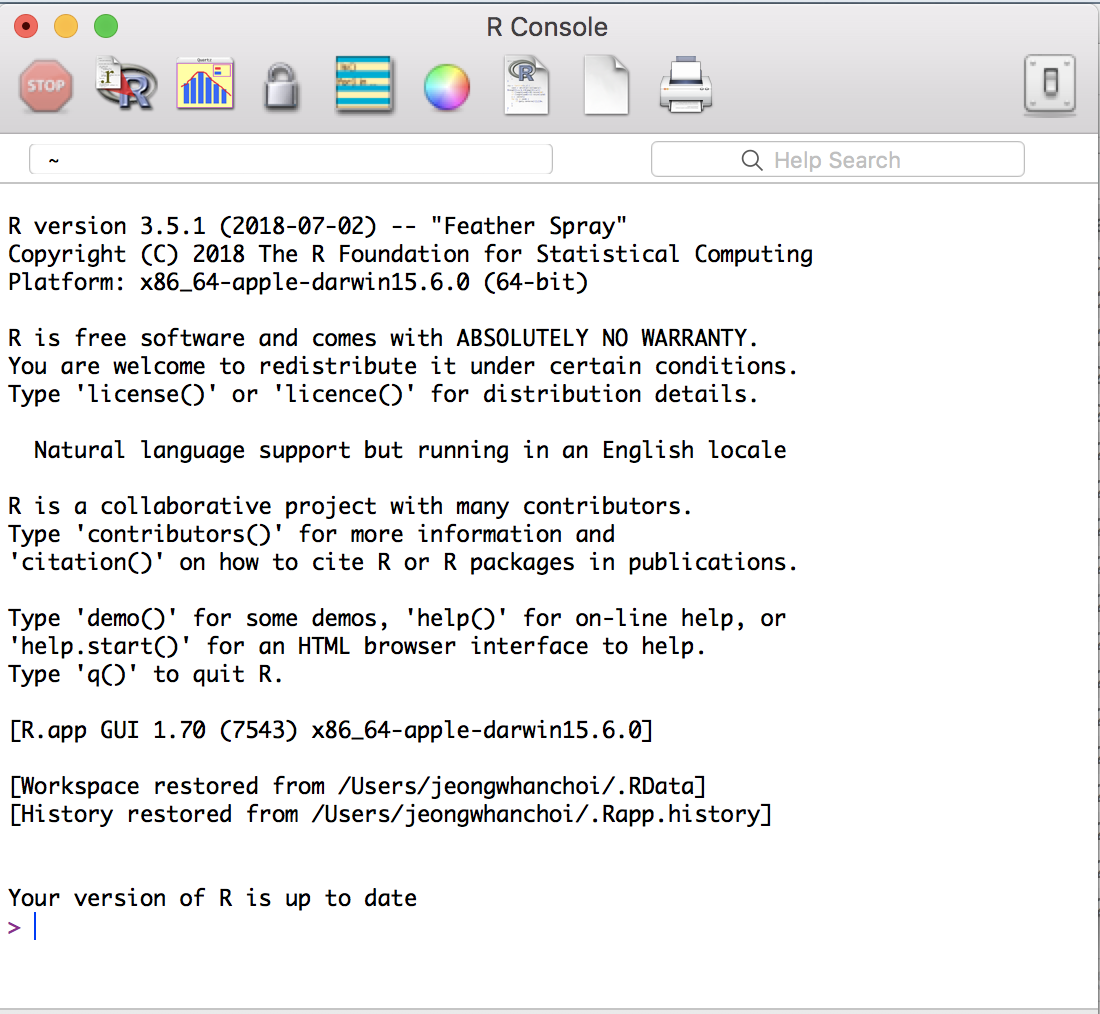 R Console
STOP
~
Help Search
R version 3.5.1 (2018-07-02) -- "Feather Spray"
Copyright (C) 2018 The R Foundation for Statistical Computing
Platform: x86_64-apple-darwin15.6.0 (64-bit)
R is free software and comes with ABSOLUTELY NO WARRANTY.
You are welcome to redistribute it under certain conditions.
Type 'license()' or 'licence()' for distribution details.
  Natural language support but running in an English locale
R is a collaborative project with many contributors.
Type 'contributors()' for more information and
'citation()' on how to cite R or R packages in publications.
Type 'demo()' for some demos, 'help()' for on-line help, or
'help.start()' for an HTML browser interface to help.
Type 'q()' to quit R.
[R.app GUI 1.70 (7543) x86_64-apple-darwin15.6.0]
[Workspace restored from /Users/jeongwhanchoi/.RData]
[History restored from /Users/jeongwhanchoi/.Rapp.history]
Your version of R is up to date
>